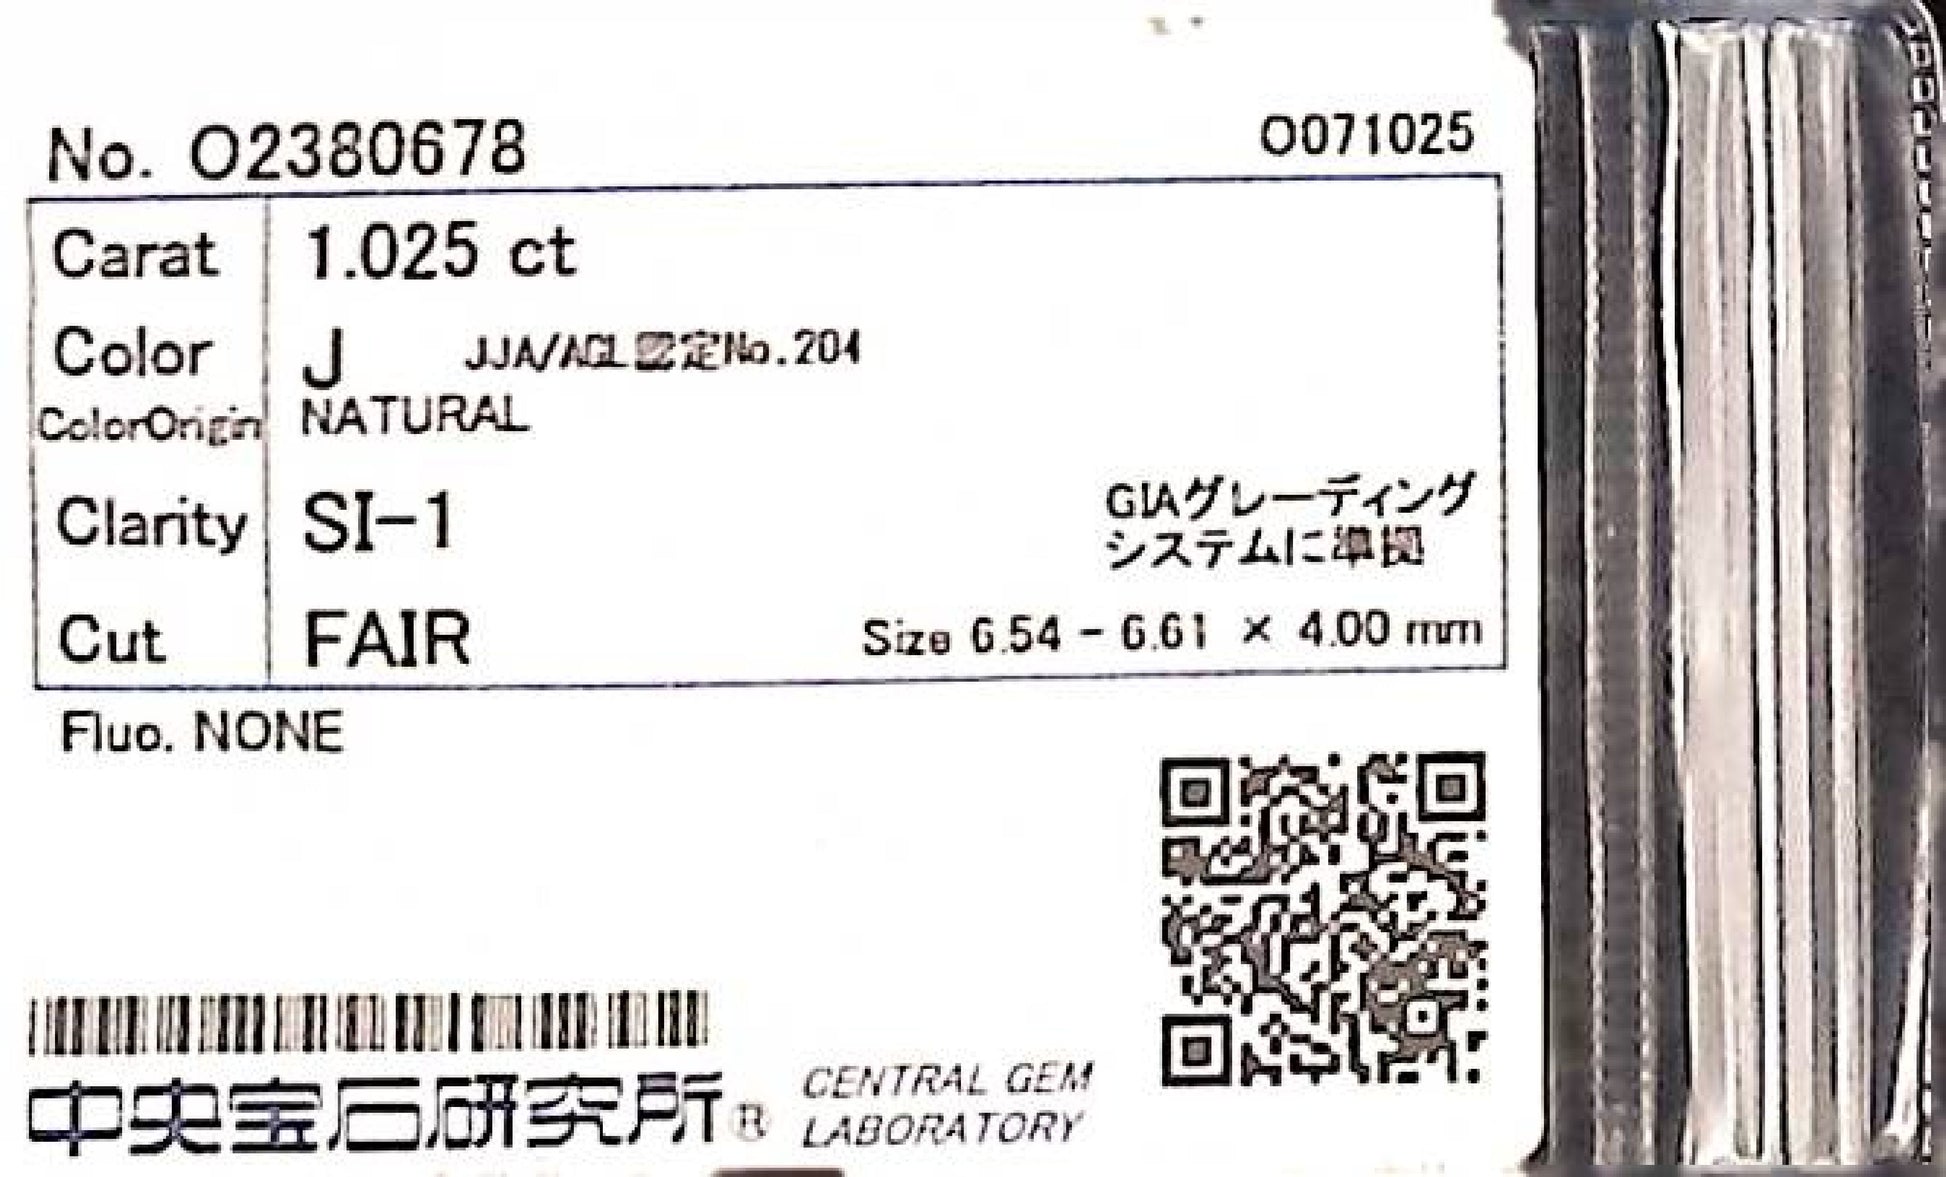 No. O2380678
O071025
Carat 1.025 ct
Color J JJA/AGL認定No.204
ColorOrigin NATURAL
Clarity SI-1
GIAグレーディング
システムに準拠
Cut FAIR Size 6.54 - 6.61 × 4.00 mm
Fluo. NONE
中央宝石研究所® CENTRAL GEM
LABORATORY